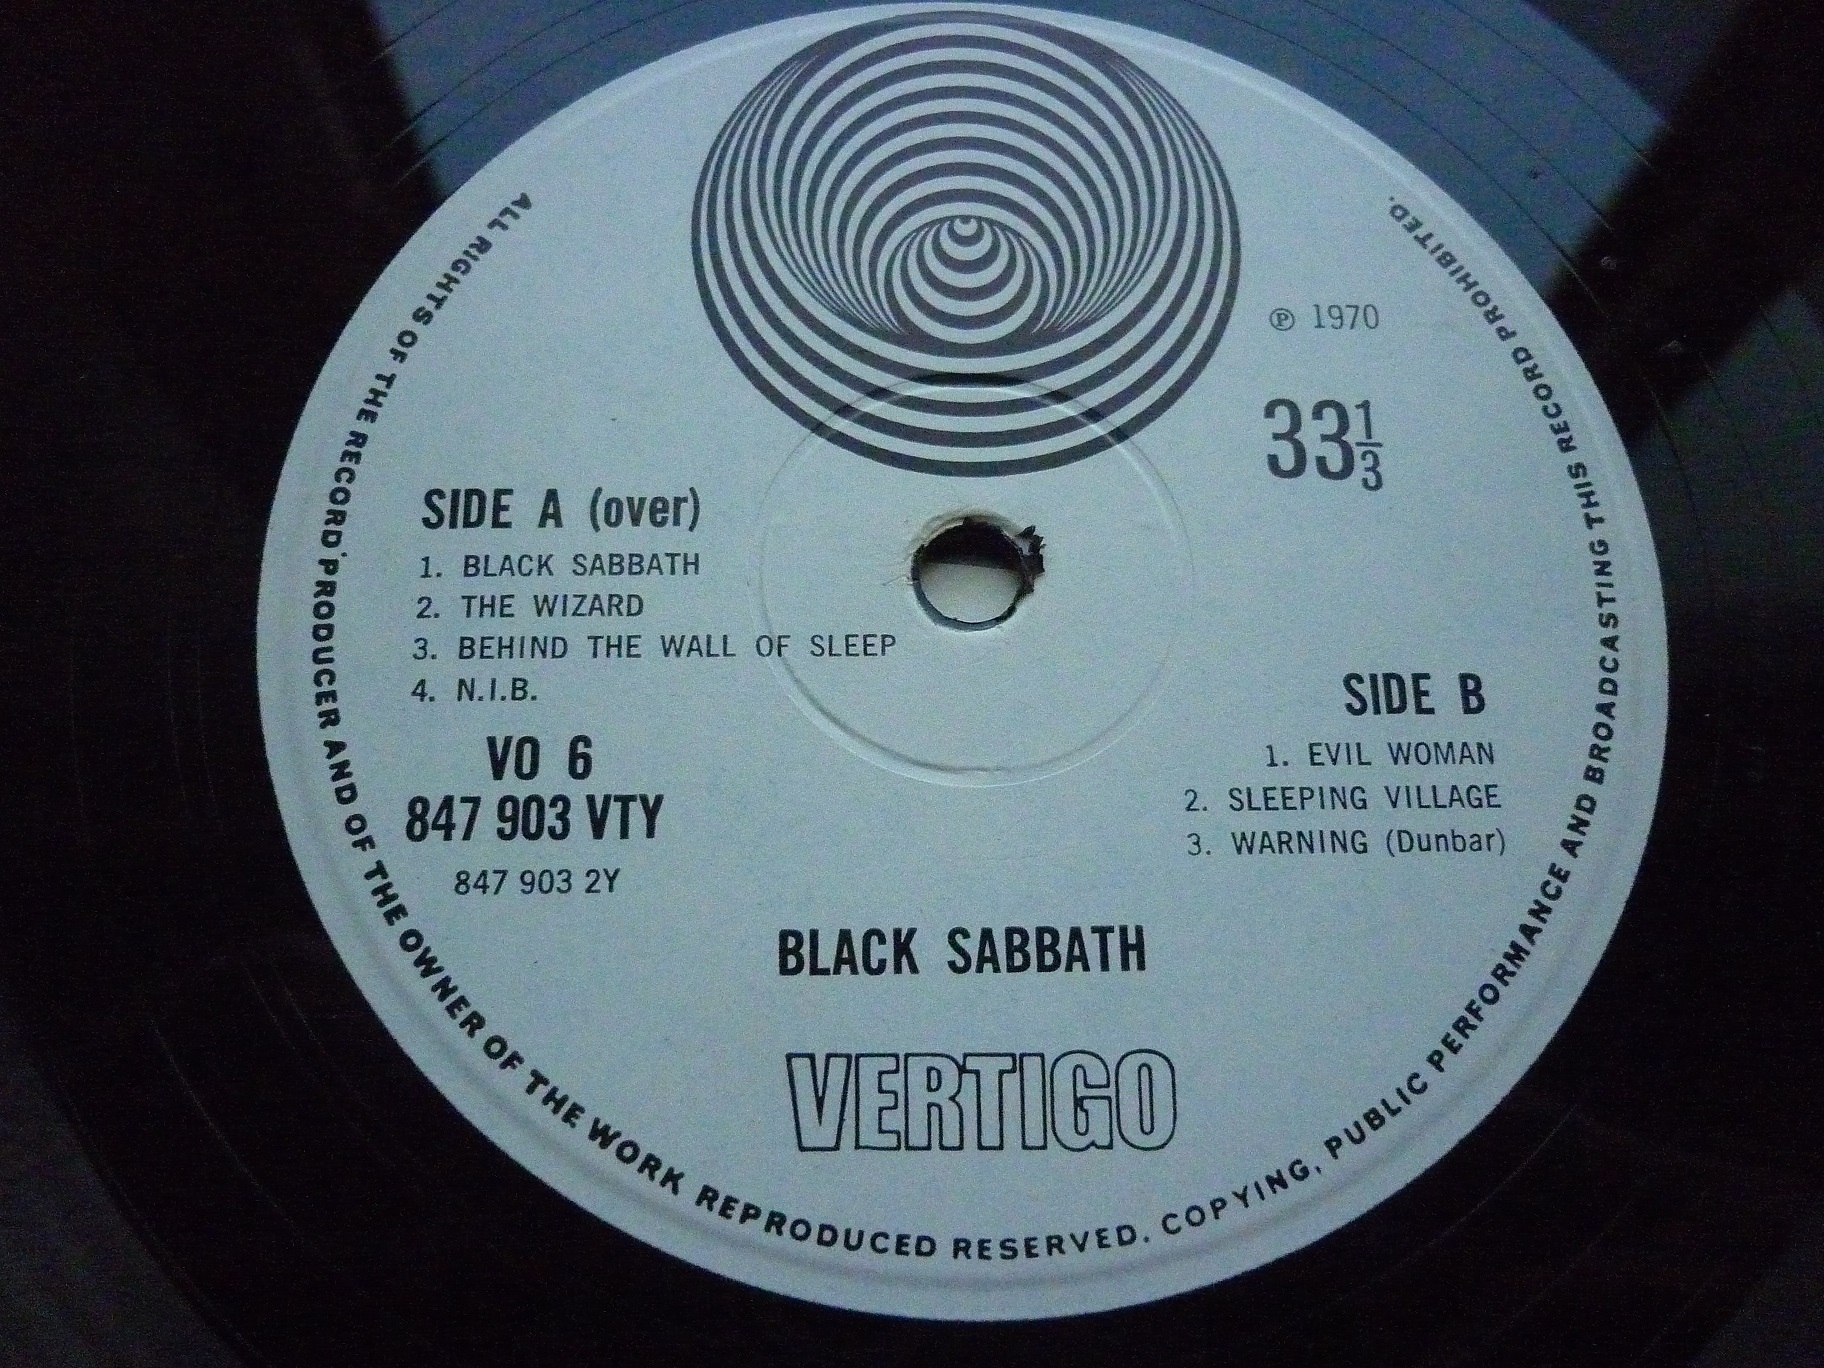 ALL RIGHTS OF THE RECORD PRODUCER AND OF THE OWNER OF THE WORK REPRODUCED RESERVED. COPYING, PUBLIC PERFORMANCE AND BROADCASTING THIS RECORD PROHIBITED.
℗ 1970
33 1/3
SIDE A (over)
1. BLACK SABBATH
2. THE WIZARD
3. BEHIND THE WALL OF SLEEP
4. N.I.B.
VO 6
847 903 VTY
847 903 2Y
SIDE B
1. EVIL WOMAN
2. SLEEPING VILLAGE
3. WARNING (Dunbar)
BLACK SABBATH
VERTIGO